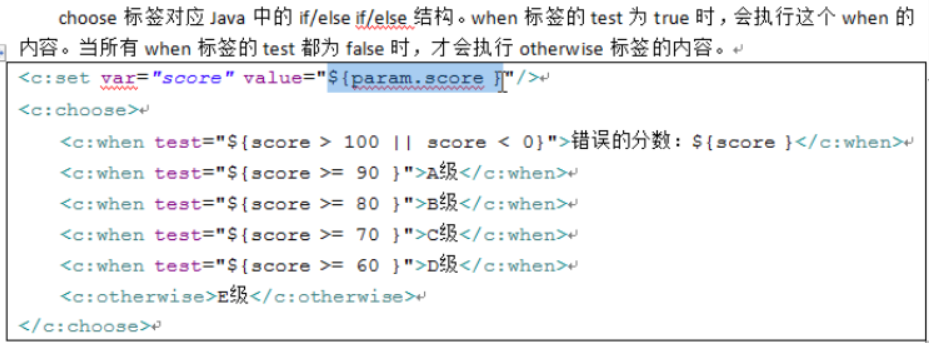 choose 标签对应 Java 中的 if/else if/else 结构。when 标签的 test 为 true 时，会执行这个 when 的
内容。当所有 when 标签的 test 都为 false 时，才会执行 otherwise 标签的内容。
<c:set var="score" value="${param.score }"/>
<c:choose>
<c:when test="${score > 100 || score < 0}">错误的分数：${score }</c:when>
<c:when test="${score >= 90 }">A级</c:when>
<c:when test="${score >= 80 }">B级</c:when>
<c:when test="${score >= 70 }">C级</c:when>
<c:when test="${score >= 60 }">D级</c:when>
<c:otherwise>E级</c:otherwise>
</c:choose>